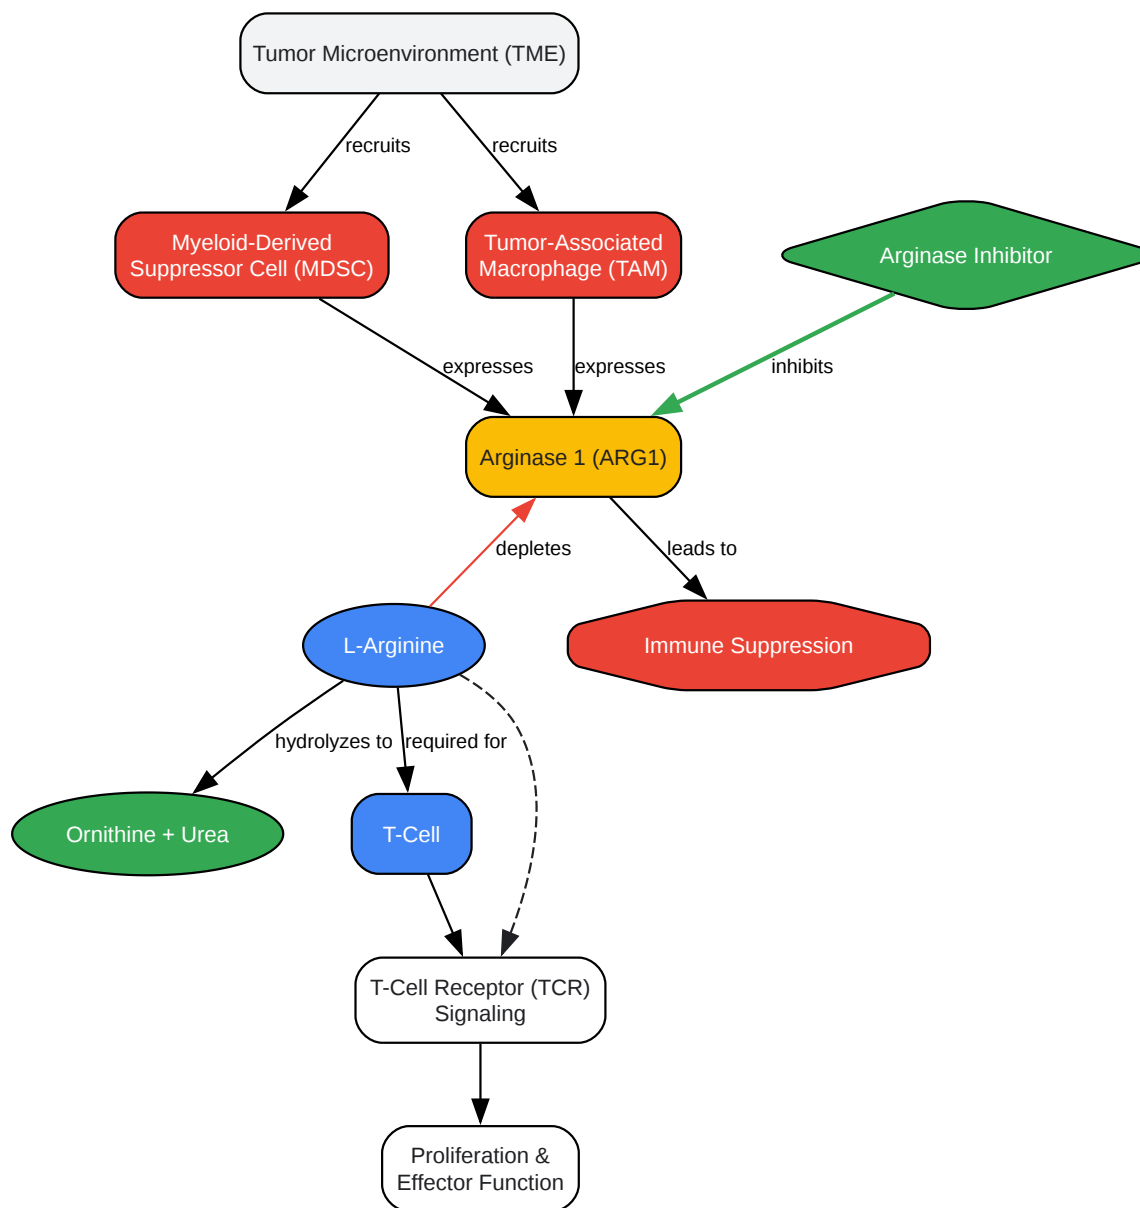 Tumor Microenvironment (TME)
recruits
recruits
Myeloid-Derived
Suppressor Cell (MDSC)
Tumor-Associated
Macrophage (TAM)
Arginase Inhibitor
expresses
expresses
inhibits
Arginase 1 (ARG1)
depletes
leads to
L-Arginine
Immune Suppression
hydrolyzes to
required for
Ornithine + Urea
T-Cell
T-Cell Receptor (TCR)
Signaling
Proliferation &
Effector Function